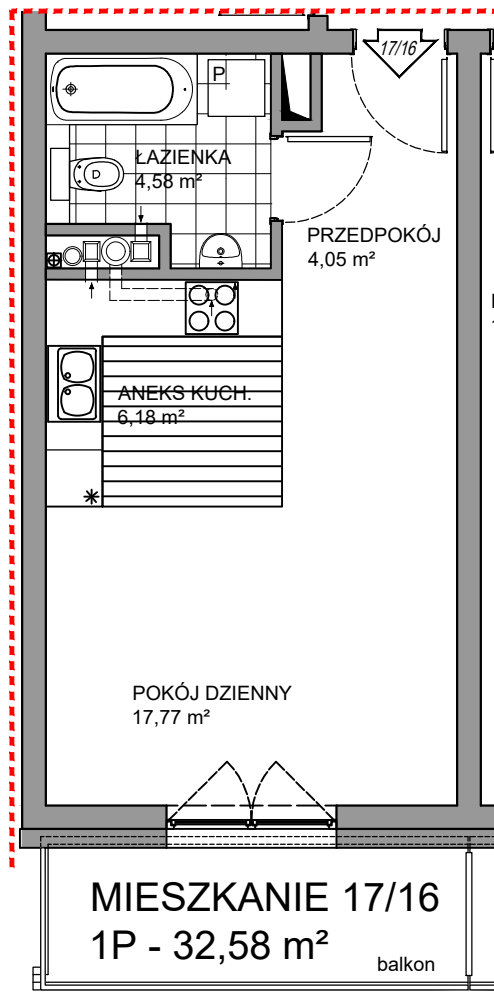 17/16
P
ŁAZIENKA
4,58 m²
PRZEDPOKÓJ
4,05 m²
ANEKS KUCH.
6,18 m²
POKÓJ DZIENNY
17,77 m²
MIESZKANIE 17/16
1P - 32,58 m²
balkon